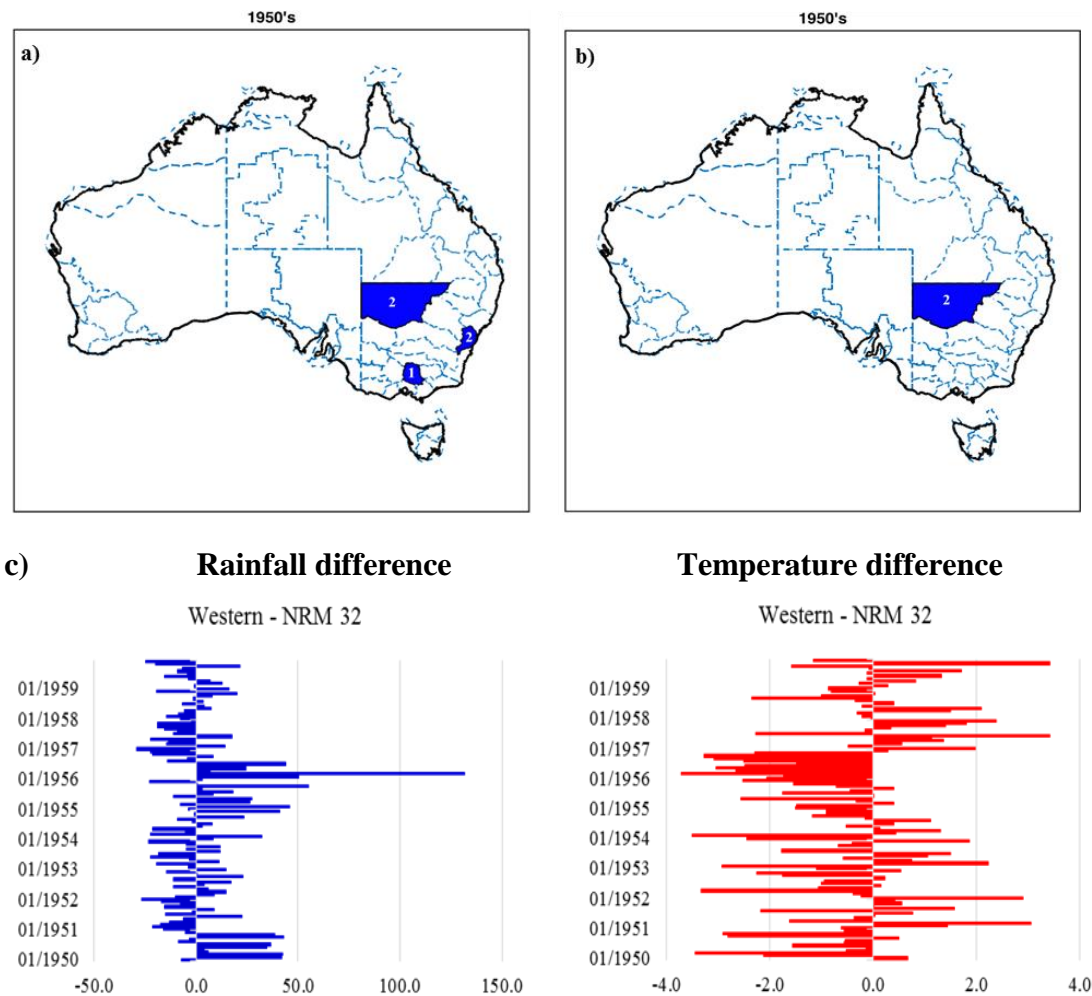 1950's
1950's
a)
b)
2
2
1
2
c)
Rainfall difference
Temperature difference
Western - NRM 32
Western - NRM 32
01/1959
01/1958
01/1957
01/1956
01/1955
01/1954
01/1953
01/1952
01/1951
01/1950
-50.0 0.0 50.0 100.0 150.0
01/1959
01/1958
01/1957
01/1956
01/1955
01/1954
01/1953
01/1952
01/1951
01/1950
-4.0 -2.0 0.0 2.0 4.0